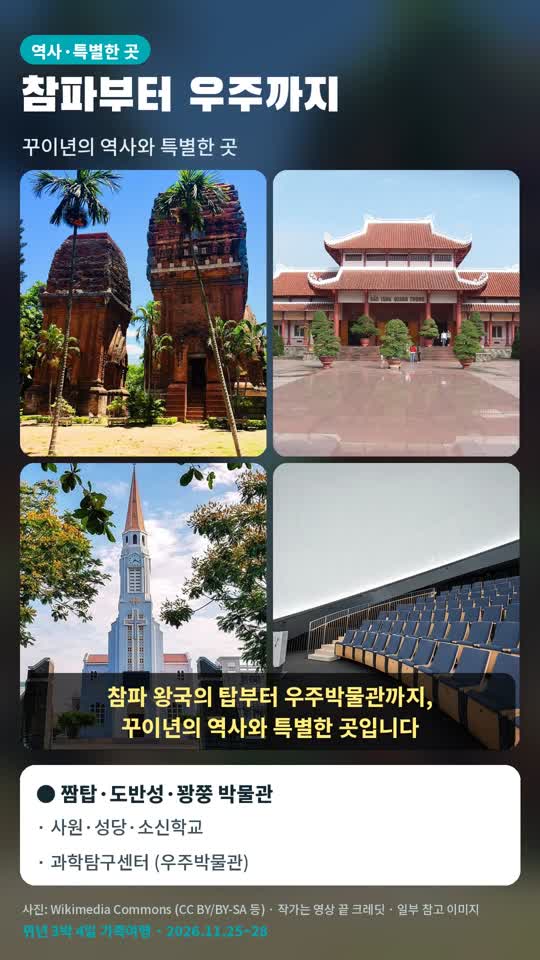 역사·특별한 곳
참파부터 우주까지
꾸이년의 역사와 특별한 곳
BẢO TÀNG QUANG TRUNG
참파 왕국의 탑부터 우주박물관까지,
꾸이년의 역사와 특별한 곳입니다
● 짬탑·도반성·꽝쭝 박물관
· 사원·성당·소신학교
· 과학탐구센터 (우주박물관)
사진: Wikimedia Commons (CC BY/BY-SA 등) · 작가는 영상 끝 크레딧 · 일부 참고 이미지
뀌년 3박 4일 가족여행 · 2026.11.25~28